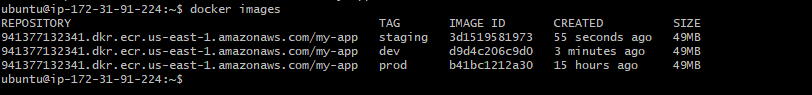 ubuntu@ip-172-31-91-224:~$ docker images
REPOSITORY TAG IMAGE ID CREATED SIZE
941377132341.dkr.ecr.us-east-1.amazonaws.com/my-app staging 3d1519581973 55 seconds ago 49MB
941377132341.dkr.ecr.us-east-1.amazonaws.com/my-app dev d9d4c206c9d0 3 minutes ago 49MB
941377132341.dkr.ecr.us-east-1.amazonaws.com/my-app prod b41bc1212a30 15 hours ago 49MB
ubuntu@ip-172-31-91-224:~$